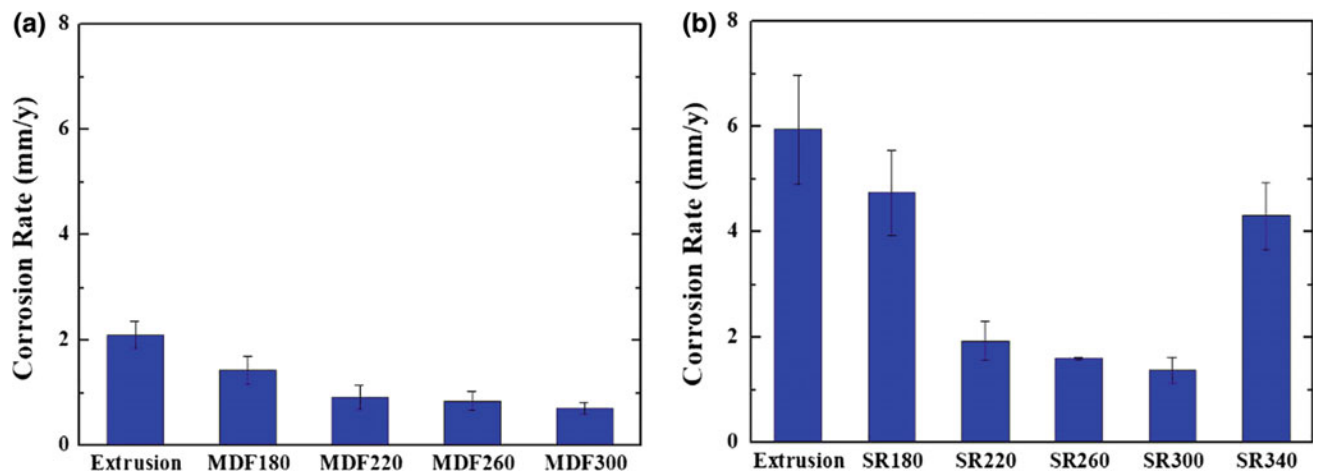 (a)
8
6
4
2
0
Corrosion Rate (mm/y)
Extrusion MDF180 MDF220 MDF260 MDF300
(b)
8
6
4
2
0
Corrosion Rate (mm/y)
Extrusion SR180 SR220 SR260 SR300 SR340